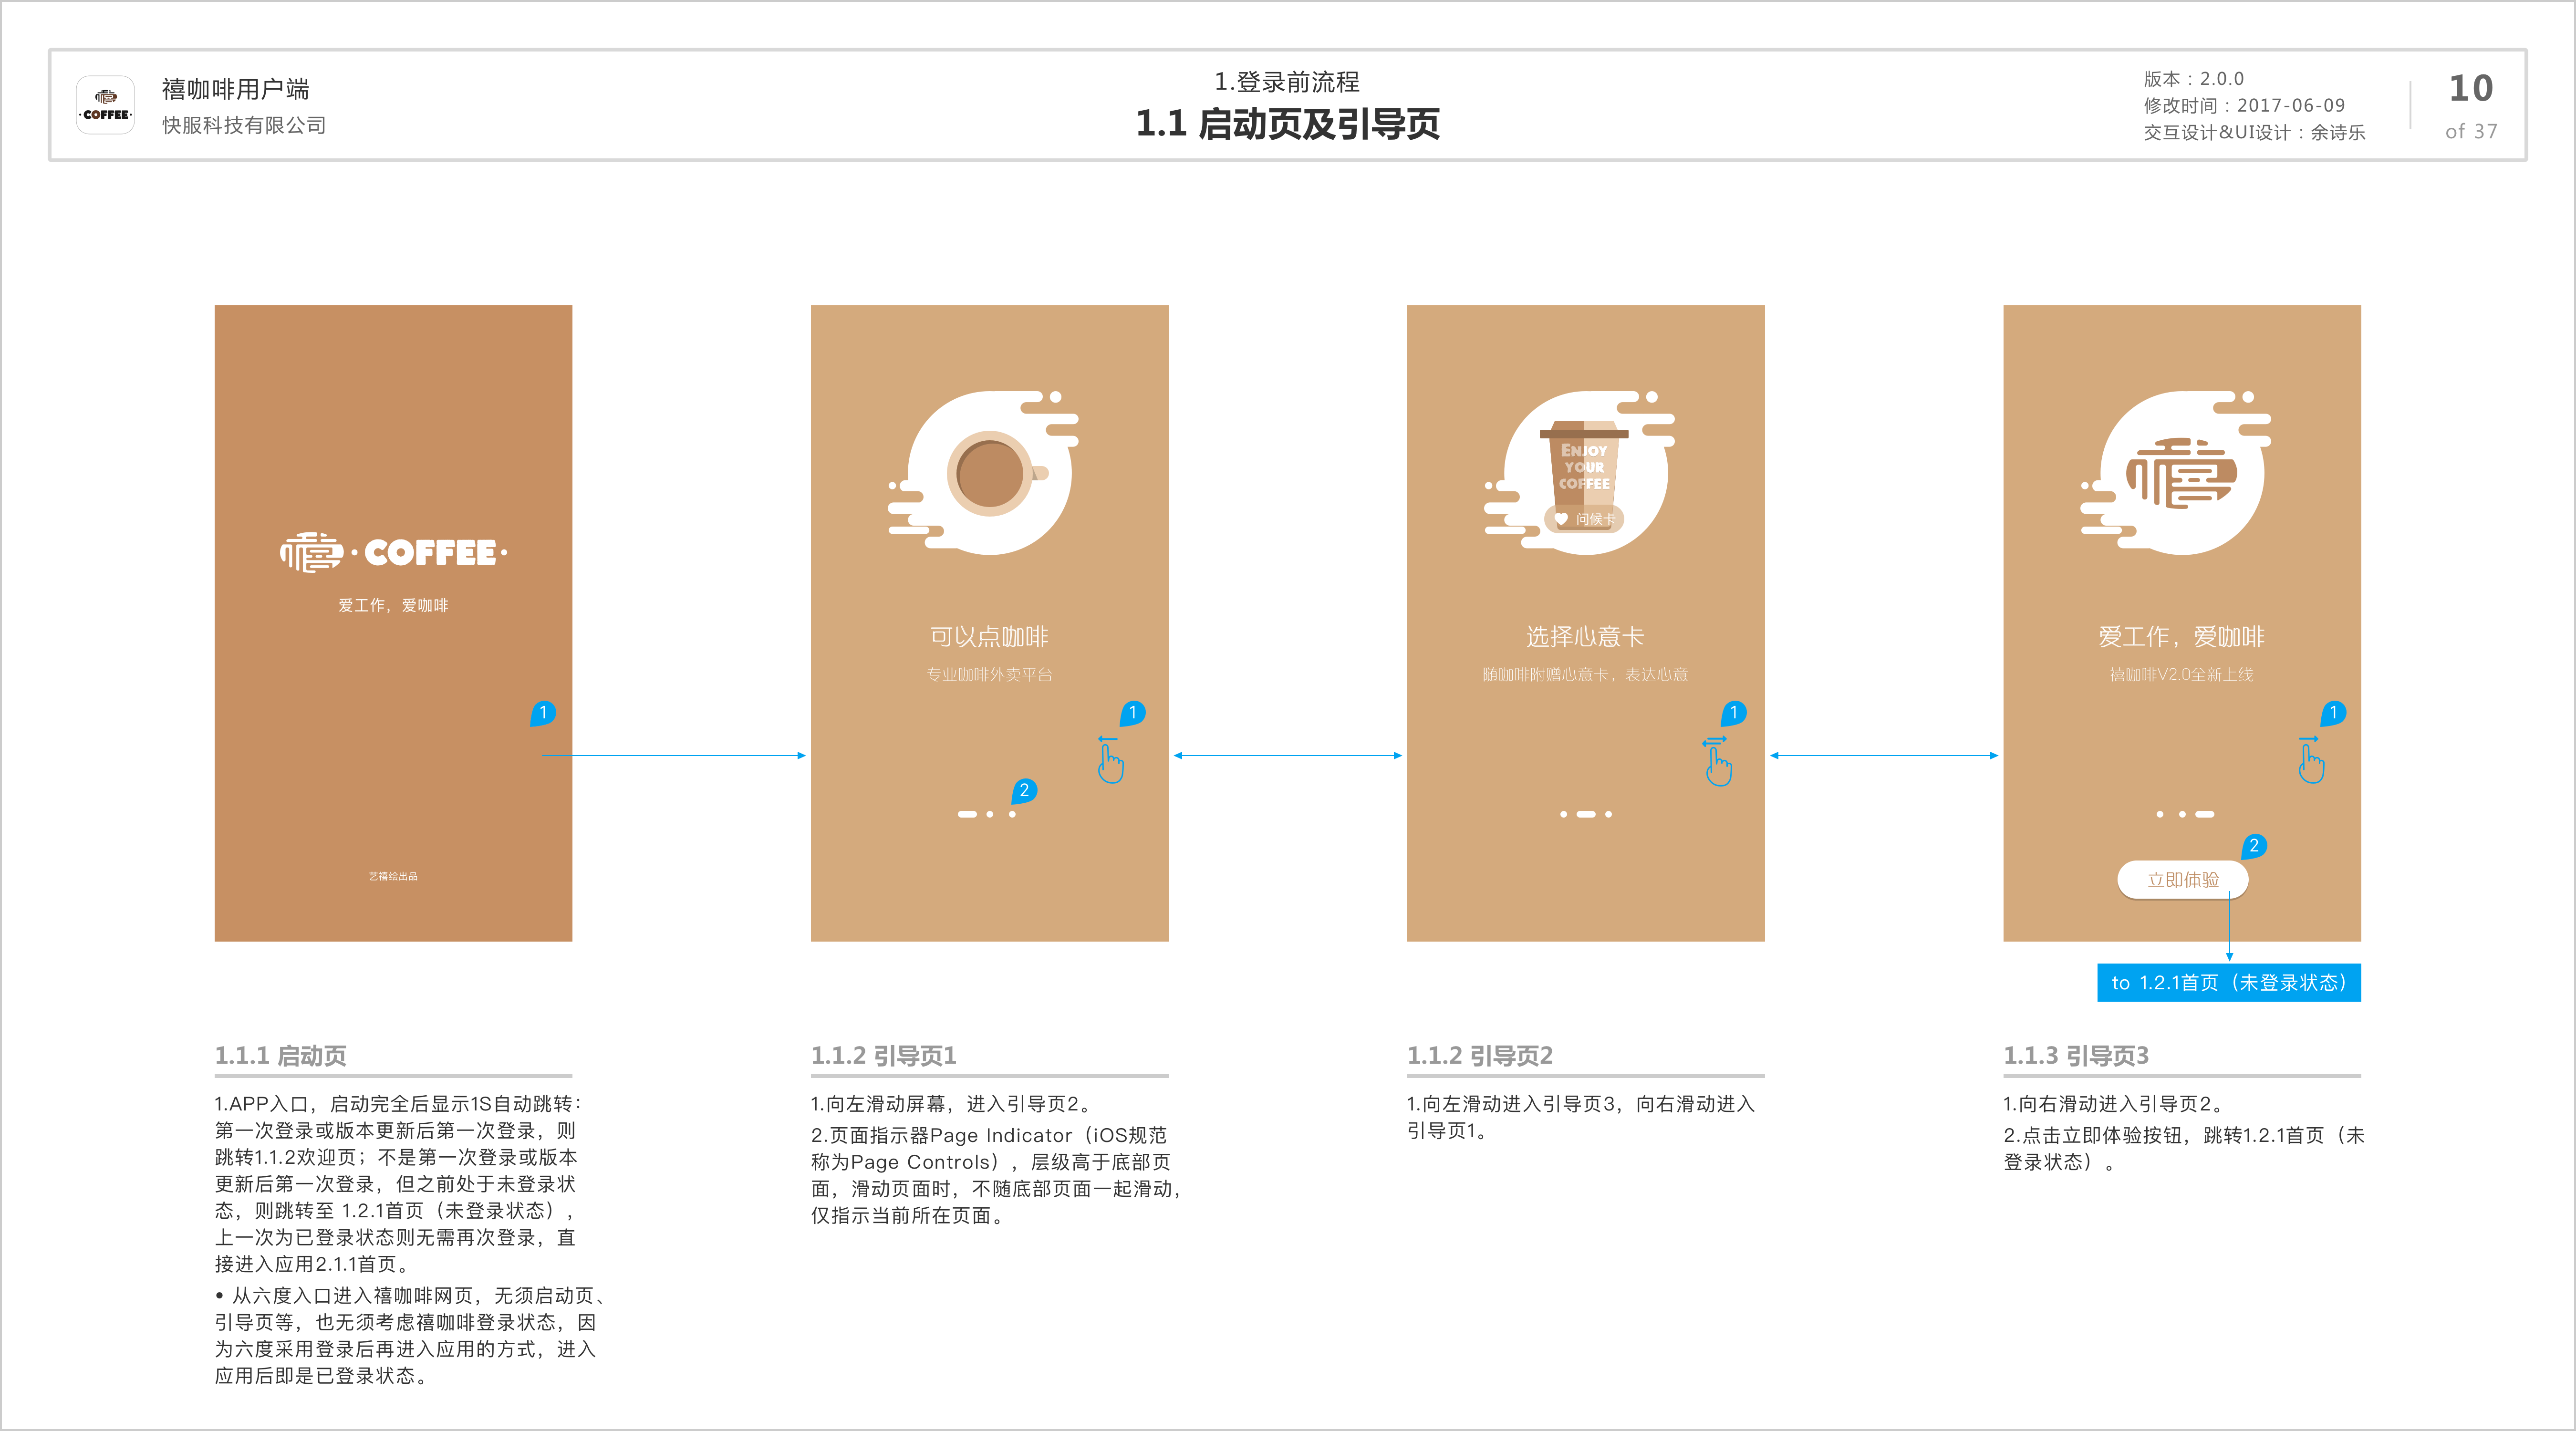 禧咖啡用户端
快服科技有限公司
COFFEE
1.登录前流程
1.1 启动页及引导页
版本：2.0.0
修改时间：2017-06-09
交互设计&UI设计：余诗乐
10
of 37
禧·COFFEE·
爱工作，爱咖啡
1
艺禧绘出品
可以点咖啡
专业咖啡外卖平台
1
2
ENJOY
YOUR
COFFEE
问候卡
选择心意卡
随咖啡附赠心意卡，表达心意
1
禧
爱工作，爱咖啡
禧咖啡V2.0全新上线
1
2
立即体验
to 1.2.1首页（未登录状态）
1.1.1 启动页
1.APP入口，启动完全后显示1S自动跳转：
第一次登录或版本更新后第一次登录，则
跳转1.1.2欢迎页；不是第一次登录或版本
更新后第一次登录，但之前处于未登录状
态，则跳转至 1.2.1首页（未登录状态），
上一次为已登录状态则无需再次登录，直
接进入应用2.1.1首页。
• 从六度入口进入禧咖啡网页，无须启动页、
引导页等，也无须考虑禧咖啡登录状态，因
为六度采用登录后再进入应用的方式，进入
应用后即是已登录状态。
1.1.2 引导页1
1.向左滑动屏幕，进入引导页2。
2.页面指示器Page Indicator（iOS规范
称为Page Controls），层级高于底部页
面，滑动页面时，不随底部页面一起滑动，
仅指示当前所在页面。
1.1.2 引导页2
1.向左滑动进入引导页3，向右滑动进入
引导页1。
1.1.3 引导页3
1.向右滑动进入引导页2。
2.点击立即体验按钮，跳转1.2.1首页（未
登录状态）。